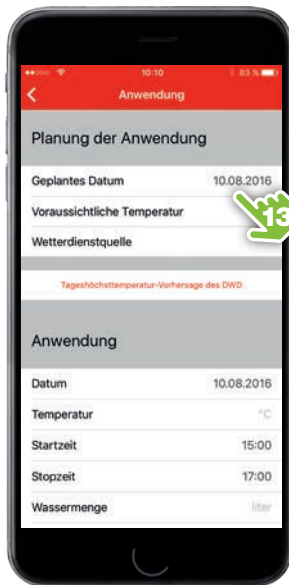 10:10 83 %
Anwendung
Planung der Anwendung
Geplantes Datum 10.08.2016
Voraussichtliche Temperatur
13
Wetterdienstquelle
Tageshöchsttemperatur-Vorhersage des DWD
Anwendung
Datum 10.08.2016
Temperatur °C
Startzeit 15:00
Stopzeit 17:00
Wassermenge liter